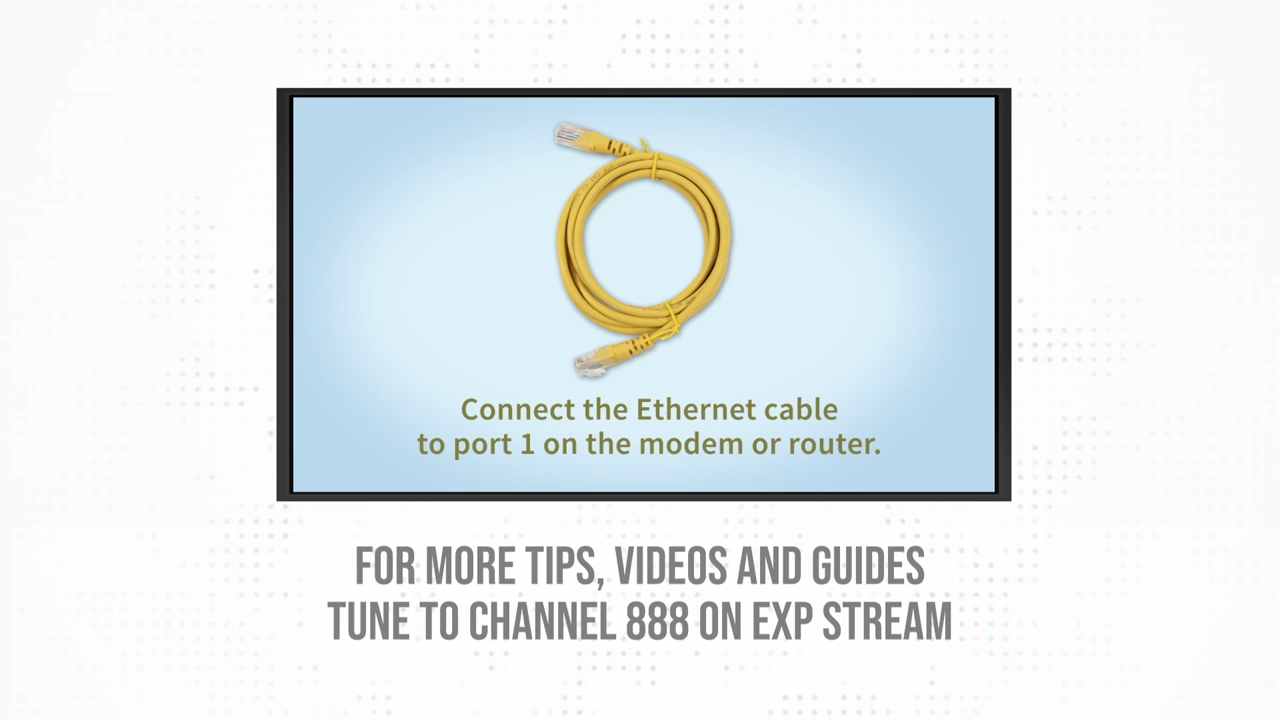 Connect the Ethernet cable
to port 1 on the modem or router.
FOR MORE TIPS, VIDEOS AND GUIDES
TUNE TO CHANNEL 888 ON EXP STREAM